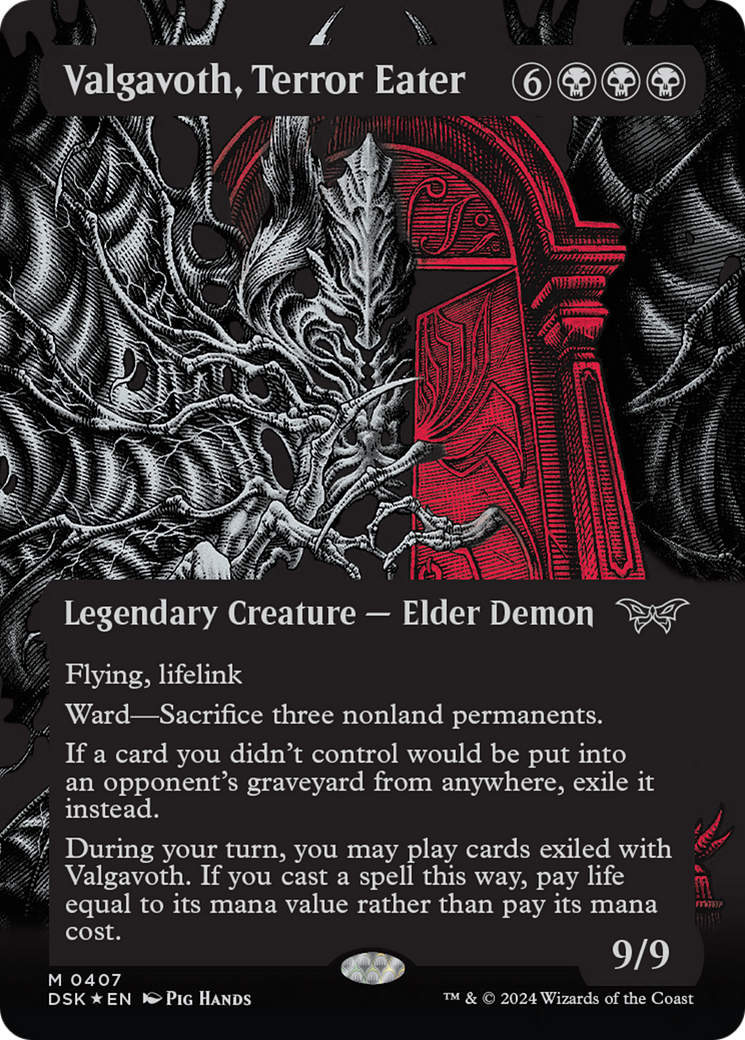 Valgavoth, Terror Eater 6
Legendary Creature — Elder Demon
Flying, lifelink
Ward—Sacrifice three nonland permanents.
If a card you didn’t control would be put into
an opponent’s graveyard from anywhere, exile it
instead.
During your turn, you may play cards exiled with
Valgavoth. If you cast a spell this way, pay life
equal to its mana value rather than pay its mana
cost.
9/9
M 0407
DSK ★ EN Pig Hands
™ & © 2024 Wizards of the Coast